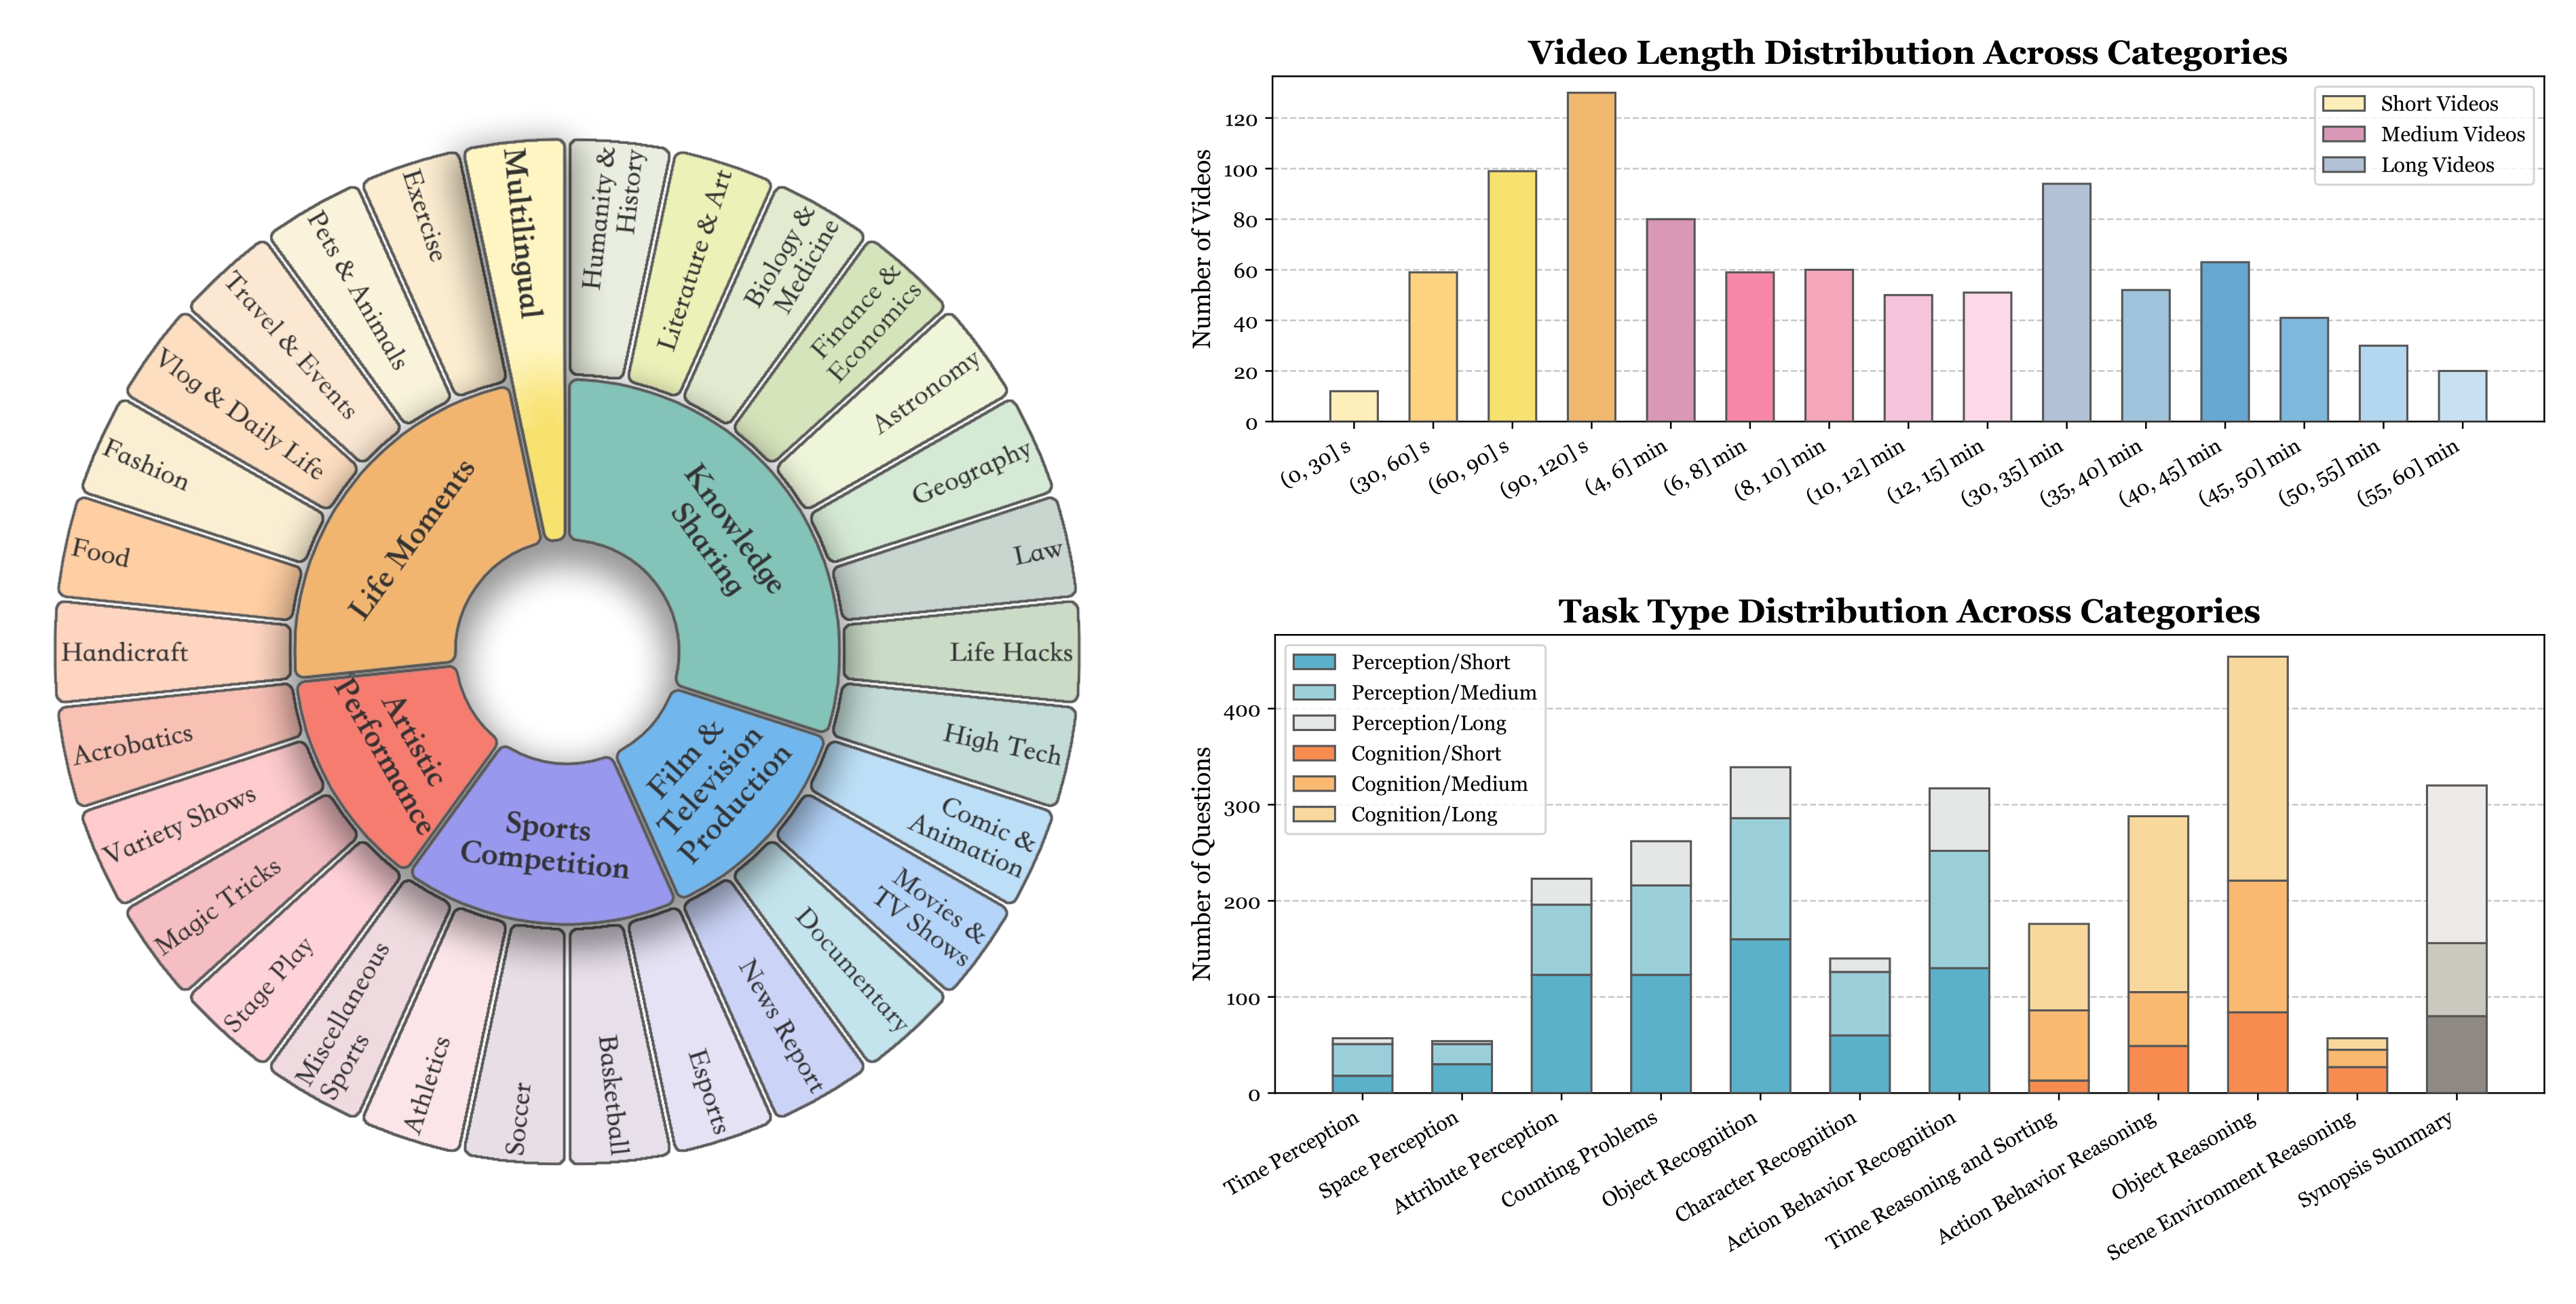 Multilingual
Humanity &
History
Literature & Art
Biology &
Medicine
Finance &
Economics
Astronomy
Geography
Law
Life Hacks
High Tech
Comic &
Animation
Movies &
TV Shows
Documentary
News Report
Esports
Basketball
Soccer
Athletics
Miscellaneous
Sports
Stage Play
Magic Tricks
Variety Shows
Acrobatics
Handicraft
Food
Fashion
Vlog & Daily Life
Travel & Events
Pets & Animals
Exercise
Knowledge
Sharing
Film &
Television
Production
Sports
Competition
Artistic
Performance
Life Moments
Video Length Distribution Across Categories
Number of Videos
120
100
80
60
40
20
0
Short Videos
Medium Videos
Long Videos
(0, 30] s
(30, 60] s
(60, 90] s
(90, 120] s
(4, 6] min
(6, 8] min
(8, 10] min
(10, 12] min
(12, 15] min
(30, 35] min
(35, 40] min
(40, 45] min
(45, 50] min
(50, 55] min
(55, 60] min
Task Type Distribution Across Categories
Number of Questions
400
300
200
100
0
Perception/Short
Perception/Medium
Perception/Long
Cognition/Short
Cognition/Medium
Cognition/Long
Time Perception
Space Perception
Attribute Perception
Counting Problems
Object Recognition
Character Recognition
Action Behavior Recognition
Time Reasoning and Sorting
Action Behavior Reasoning
Object Reasoning
Scene Environment Reasoning
Synopsis Summary